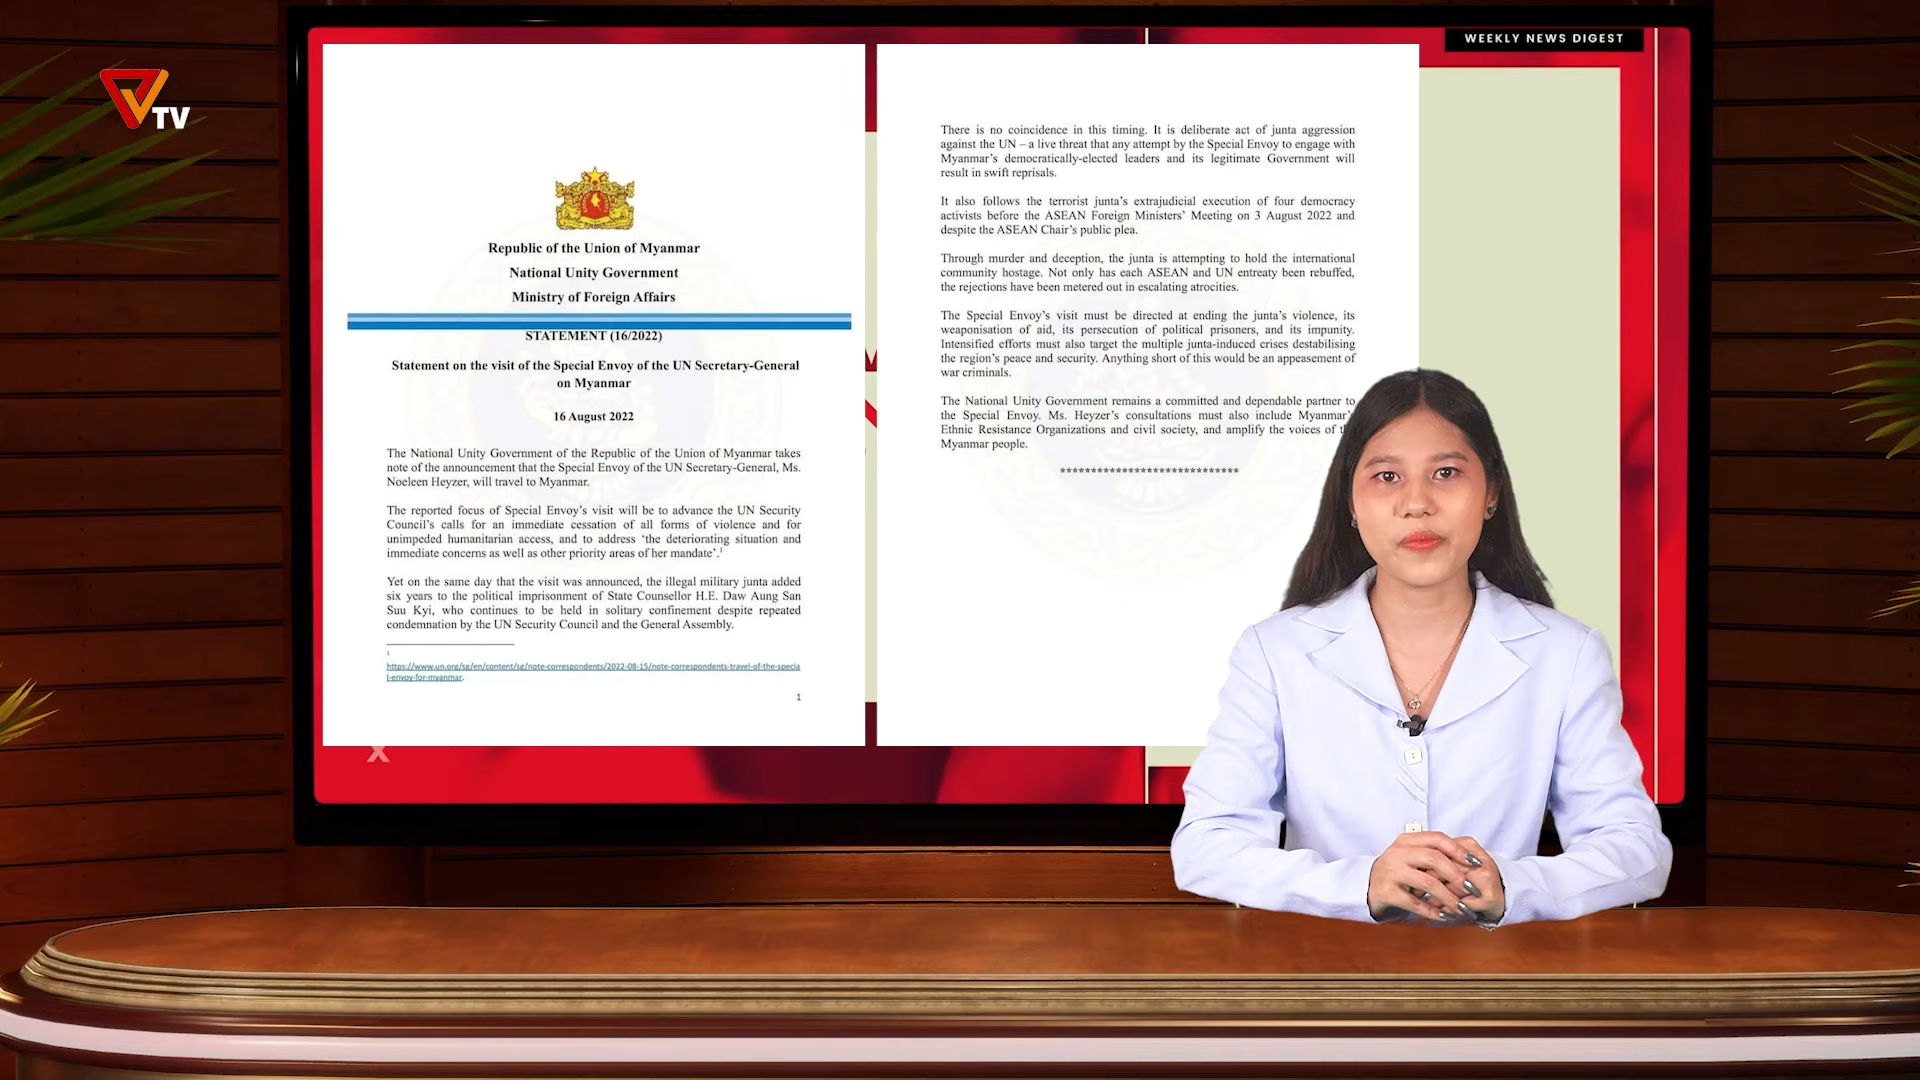 TV
WEEKLY NEWS DIGEST
Republic of the Union of Myanmar
National Unity Government
Ministry of Foreign Affairs
STATEMENT (16/2022)
Statement on the visit of the Special Envoy of the UN Secretary-General
on Myanmar
16 August 2022
The National Unity Government of the Republic of the Union of Myanmar takes
note of the announcement that the Special Envoy of the UN Secretary-General, Ms.
Noeleen Heyzer, will travel to Myanmar.
The reported focus of Special Envoy’s visit will be to advance the UN Security
Council’s calls for an immediate cessation of all forms of violence and for
unimpeded humanitarian access, and to address ‘the deteriorating situation and
immediate concerns as well as other priority areas of her mandate’.1
Yet on the same day that the visit was announced, the illegal military junta added
six years to the political imprisonment of State Counsellor H.E. Daw Aung San
Suu Kyi, who continues to be held in solitary confinement despite repeated
condemnation by the UN Security Council and the General Assembly.
1
https://www.un.org/sg/en/content/sg/note-correspondents/2022-08-15/note-correspondents-travel-of-the-specia
l-envoy-for-myanmar.
1
There is no coincidence in this timing. It is deliberate act of junta aggression
against the UN – a live threat that any attempt by the Special Envoy to engage with
Myanmar’s democratically-elected leaders and its legitimate Government will
result in swift reprisals.
It also follows the terrorist junta’s extrajudicial execution of four democracy
activists before the ASEAN Foreign Ministers’ Meeting on 3 August 2022 and
despite the ASEAN Chair’s public plea.
Through murder and deception, the junta is attempting to hold the international
community hostage. Not only has each ASEAN and UN entreaty been rebuffed,
the rejections have been metered out in escalating atrocities.
The Special Envoy’s visit must be directed at ending the junta’s violence, its
weaponisation of aid, its persecution of political prisoners, and its impunity.
Intensified efforts must also target the multiple junta-induced crises destabilising
the region’s peace and security. Anything short of this would be an appeasement of
war criminals.
The National Unity Government remains a committed and dependable partner to
the Special Envoy. Ms. Heyzer’s consultations must also include Myanmar’s
Ethnic Resistance Organizations and civil society, and amplify the voices of
Myanmar people.
*****************************